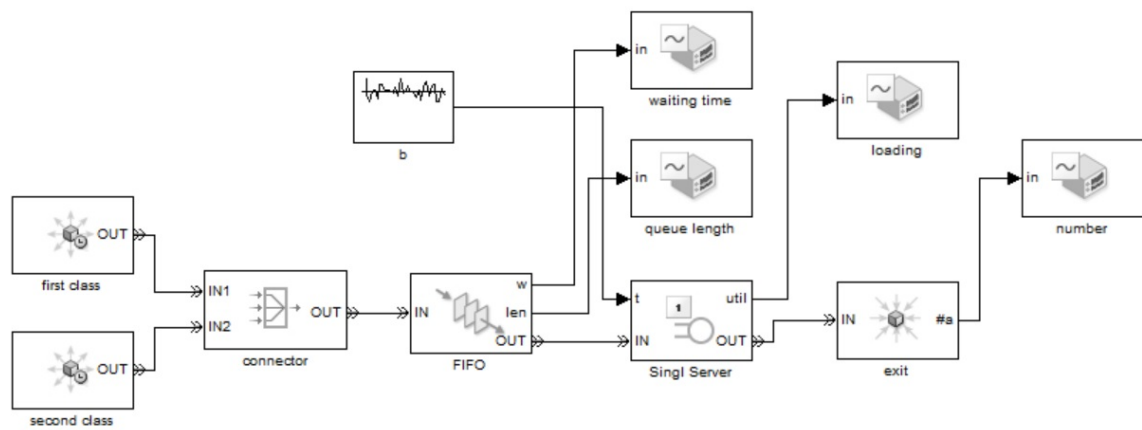 in
waiting time
in
loading
b
in
queue length
in
number
OUT
first class
IN1
IN2
OUT
connector
IN
w
len
OUT
FIFO
t
IN
1
util
OUT
Singl Server
IN
#a
exit
OUT
second class